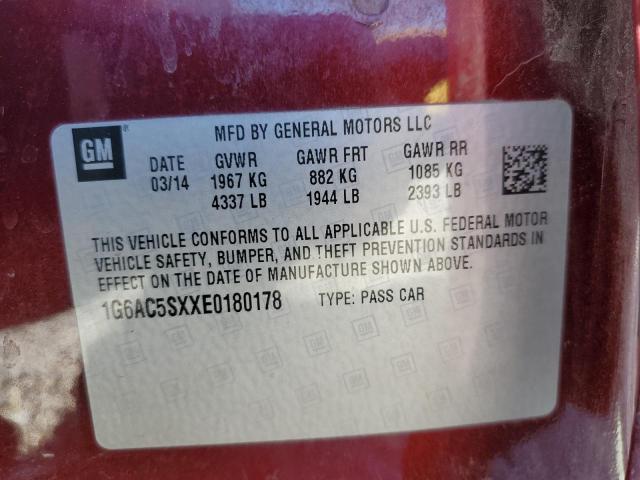 GM
MFD BY GENERAL MOTORS LLC
DATE GVWR GAWR FRT GAWR RR
03/14 1967 KG 882 KG 1085 KG
4337 LB 1944 LB 2393 LB
THIS VEHICLE CONFORMS TO ALL APPLICABLE U.S. FEDERAL MOTOR
VEHICLE SAFETY, BUMPER, AND THEFT PREVENTION STANDARDS IN
EFFECT ON THE DATE OF MANUFACTURE SHOWN ABOVE.
1G6AC5SXXE0180178 TYPE: PASS CAR